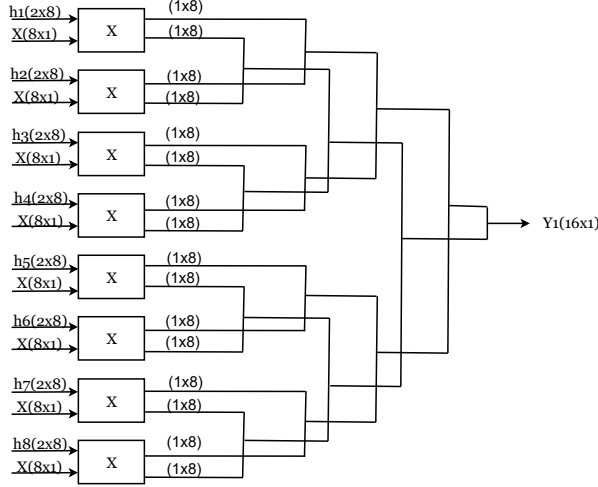 h1(2x8)
(1x8)
X(8x1)
X
(1x8)
h2(2x8)
(1x8)
X(8x1)
X
(1x8)
h3(2x8)
(1x8)
X(8x1)
X
(1x8)
h4(2x8)
(1x8)
X(8x1)
X
(1x8)
Y1(16x1)
h5(2x8)
(1x8)
X(8x1)
X
(1x8)
h6(2x8)
(1x8)
X(8x1)
X
(1x8)
h7(2x8)
(1x8)
X(8x1)
X
(1x8)
h8(2x8)
(1x8)
X(8x1)
X
(1x8)